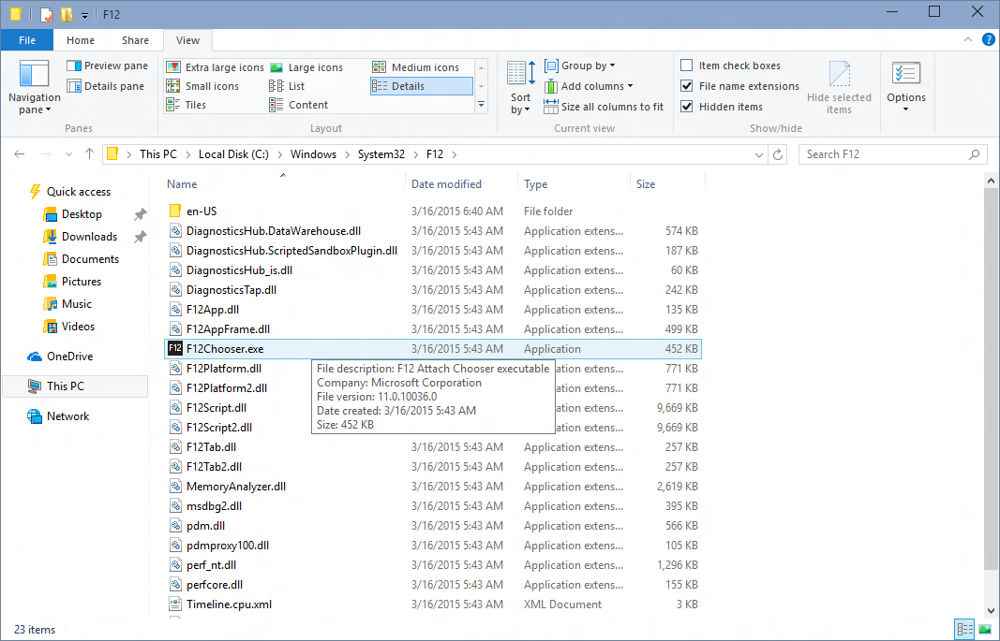 F12
File Home Share View
Navigation pane
Preview pane
Details pane
Panes
Extra large icons Large icons Medium icons
Small icons List Details
Tiles Content
Layout
Sort by
Group by
Add columns
Size all columns to fit
Current view
Item check boxes
File name extensions
Hidden items
Hide selected items
Show/hide
Options
This PC > Local Disk (C:) > Windows > System32 > F12 >
Search F12
Quick access
Desktop
Downloads
Documents
Pictures
Music
Videos
OneDrive
This PC
Network
Name Date modified Type Size
en-US 3/16/2015 6:40 AM File folder
DiagnosticsHub.DataWarehouse.dll 3/16/2015 5:43 AM Application extens... 574 KB
DiagnosticsHub.ScriptedSandboxPlugin.dll 3/16/2015 5:43 AM Application extens... 187 KB
DiagnosticsHub_is.dll 3/16/2015 5:43 AM Application extens... 60 KB
DiagnosticsTap.dll 3/16/2015 5:43 AM Application extens... 242 KB
F12App.dll 3/16/2015 5:43 AM Application extens... 135 KB
F12AppFrame.dll 3/16/2015 5:43 AM Application extens... 499 KB
F12 F12Chooser.exe 3/16/2015 5:43 AM Application 452 KB
F12Platform.dll 771 KB
F12Platform2.dll 771 KB
F12Script.dll 9,669 KB
F12Script2.dll 9,669 KB
File description: F12 Attach Chooser executable
Company: Microsoft Corporation
File version: 11.0.10036.0
Date created: 3/16/2015 5:43 AM
Size: 452 KB
F12Tab.dll 3/16/2015 5:43 AM Application extens... 257 KB
F12Tab2.dll 3/16/2015 5:43 AM Application extens... 257 KB
MemoryAnalyzer.dll 3/16/2015 5:43 AM Application extens... 2,619 KB
msdbg2.dll 3/16/2015 5:43 AM Application extens... 395 KB
pdm.dll 3/16/2015 5:43 AM Application extens... 566 KB
pdmproxy100.dll 3/16/2015 5:43 AM Application extens... 105 KB
perf_nt.dll 3/16/2015 5:43 AM Application extens... 1,296 KB
perfcore.dll 3/16/2015 5:43 AM Application extens... 155 KB
Timeline.cpu.xml 3/16/2015 5:43 AM XML Document 3 KB
23 items